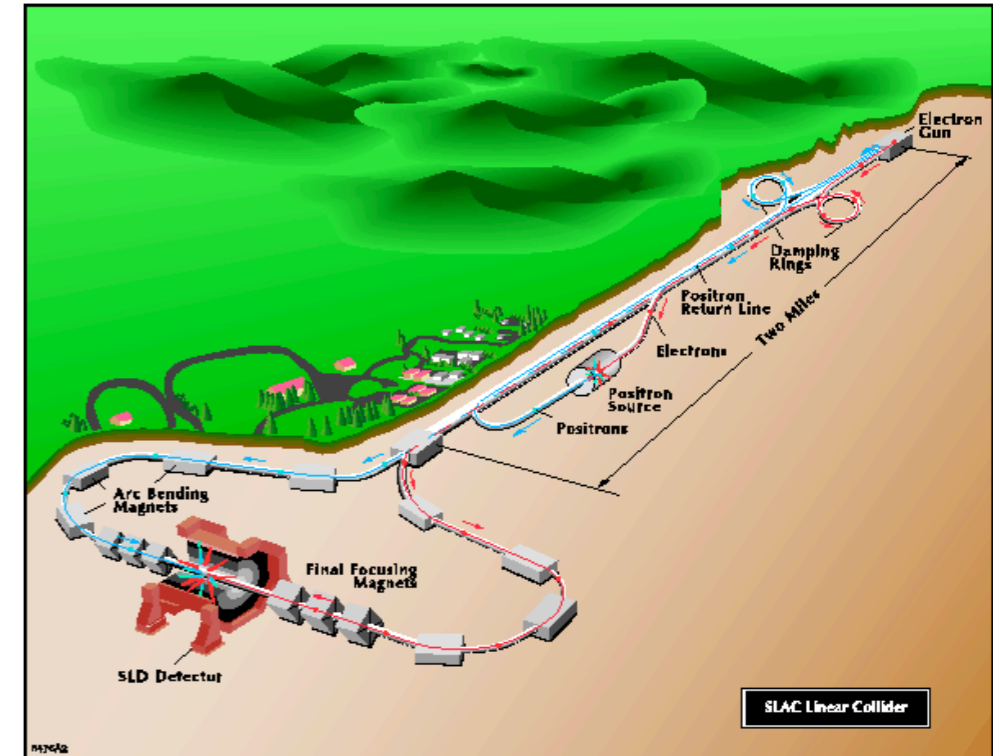 Electron
Gun
Damping
Rings
Positron
Return Line
Two Miles
Electrons
Positron
Source
Positrons
Arc Bending
Magnets
Final Focusing
Magnets
SLD Detector
SLAC Linear Collider